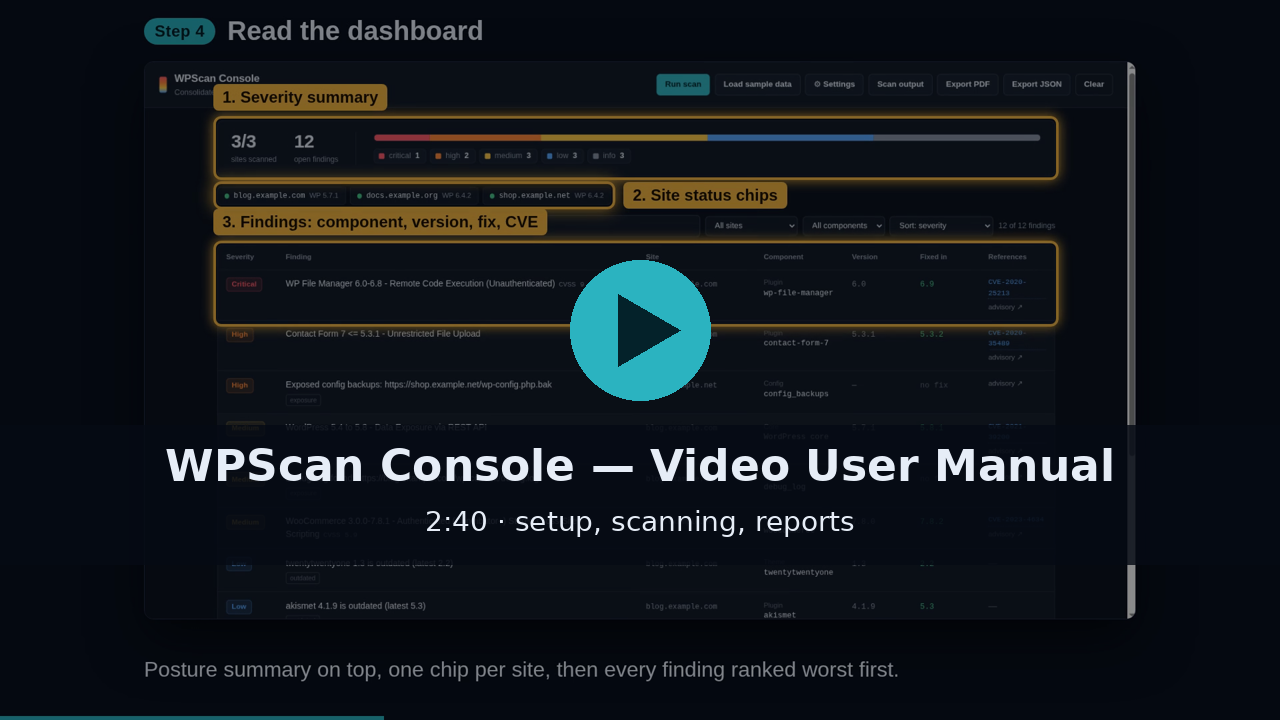 Step 4 Read the dashboard
WPScan Console
Run scan Load sample data ⚙ Settings Scan output Export PDF Export JSON Clear
1. Severity summary
3/3 12
sites scanned open findings
critical 1 high 2 medium 3 low 3 info 3
blog.example.com WP 5.7.1 docs.example.org WP 6.4.2 shop.example.net WP 6.4.2
2. Site status chips
3. Findings: component, version, fix, CVE
All sites All components Sort: severity 12 of 12 findings
Severity Finding Site Component Version Fixed in References
Critical WP File Manager 6.0-6.8 - Remote Code Execution (Unauthenticated) cvss Plugin wp-file-manager 6.0 6.9 CVE-2020-25213
advisory ↗
High Contact Form 7 <= 5.3.1 - Unrestricted File Upload Plugin contact-form-7 5.3.1 5.3.2 CVE-2020-35489
advisory ↗
High Exposed config backups: https://shop.example.net/wp-config.php.bak Config config_backups – no fix advisory ↗
exposure
WPScan Console — Video User Manual
2:40 · setup, scanning, reports
outdated
twentytwentyone
Low akismet 4.1.9 is outdated (latest 5.3) blog.example.com Plugin akismet 4.1.9 5.3 —
Posture summary on top, one chip per site, then every finding ranked worst first.